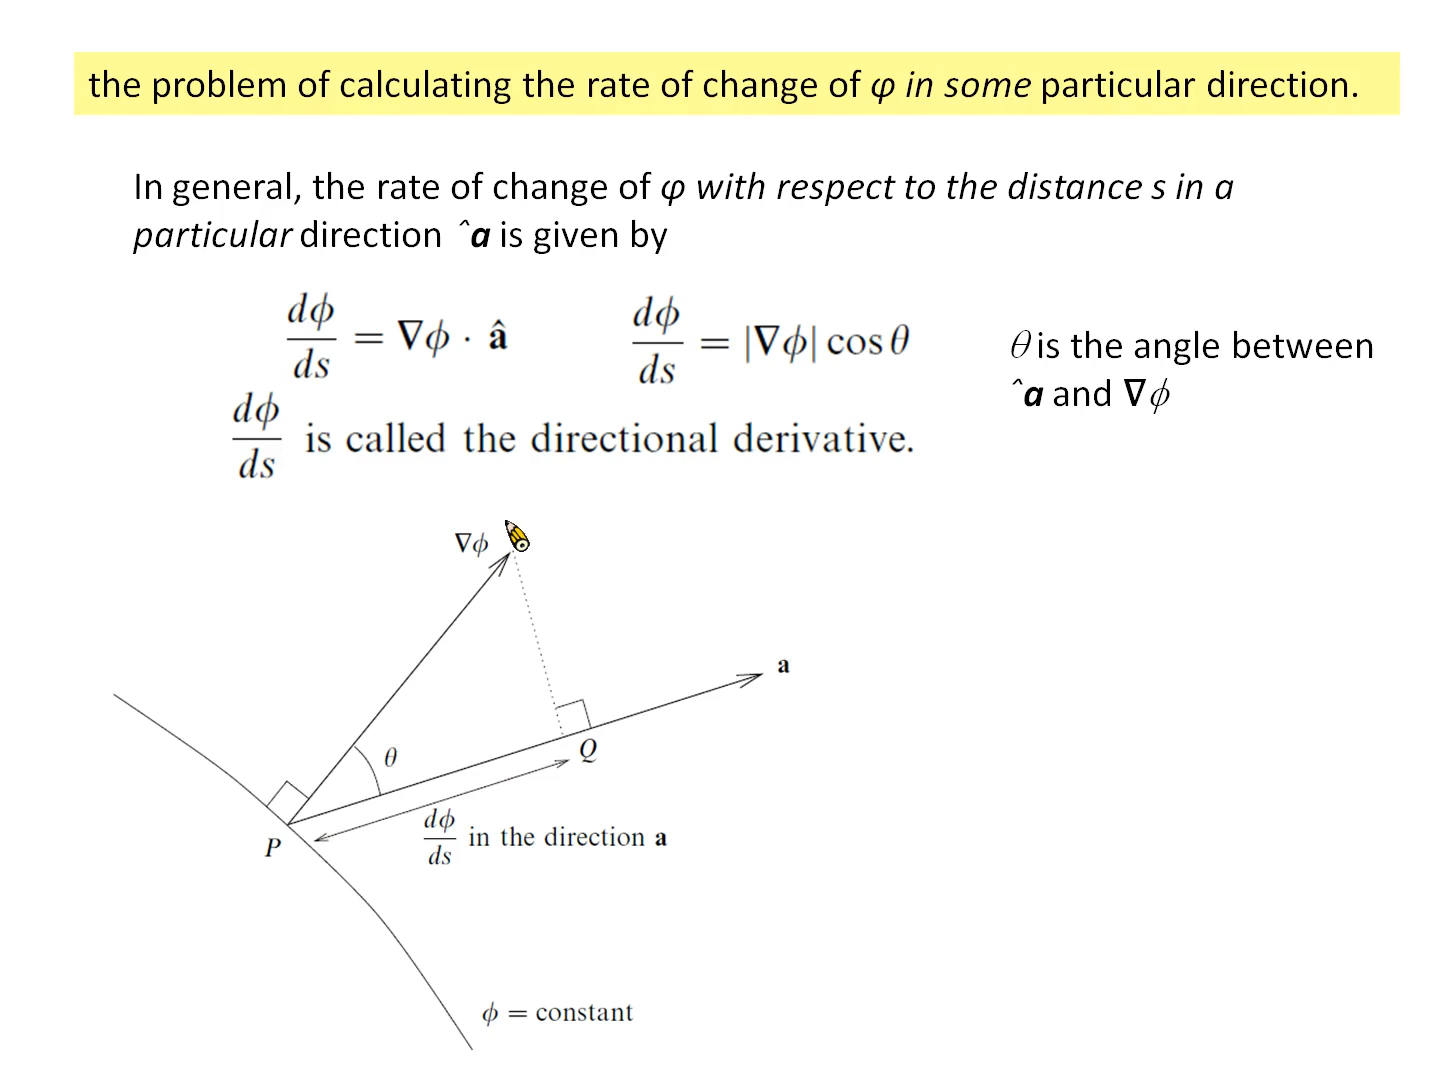 the problem of calculating the rate of change of φ in some particular direction.
In general, the rate of change of φ with respect to the distance s in a
particular direction ˆa is given by
dϕ/ds = ∇ϕ · â
dϕ/ds = |∇ϕ| cos θ
θ is the angle between
ˆa and ∇ϕ
dϕ/ds is called the directional derivative.
∇ϕ
a
θ
Q
P
dϕ/ds in the direction a
ϕ = constant